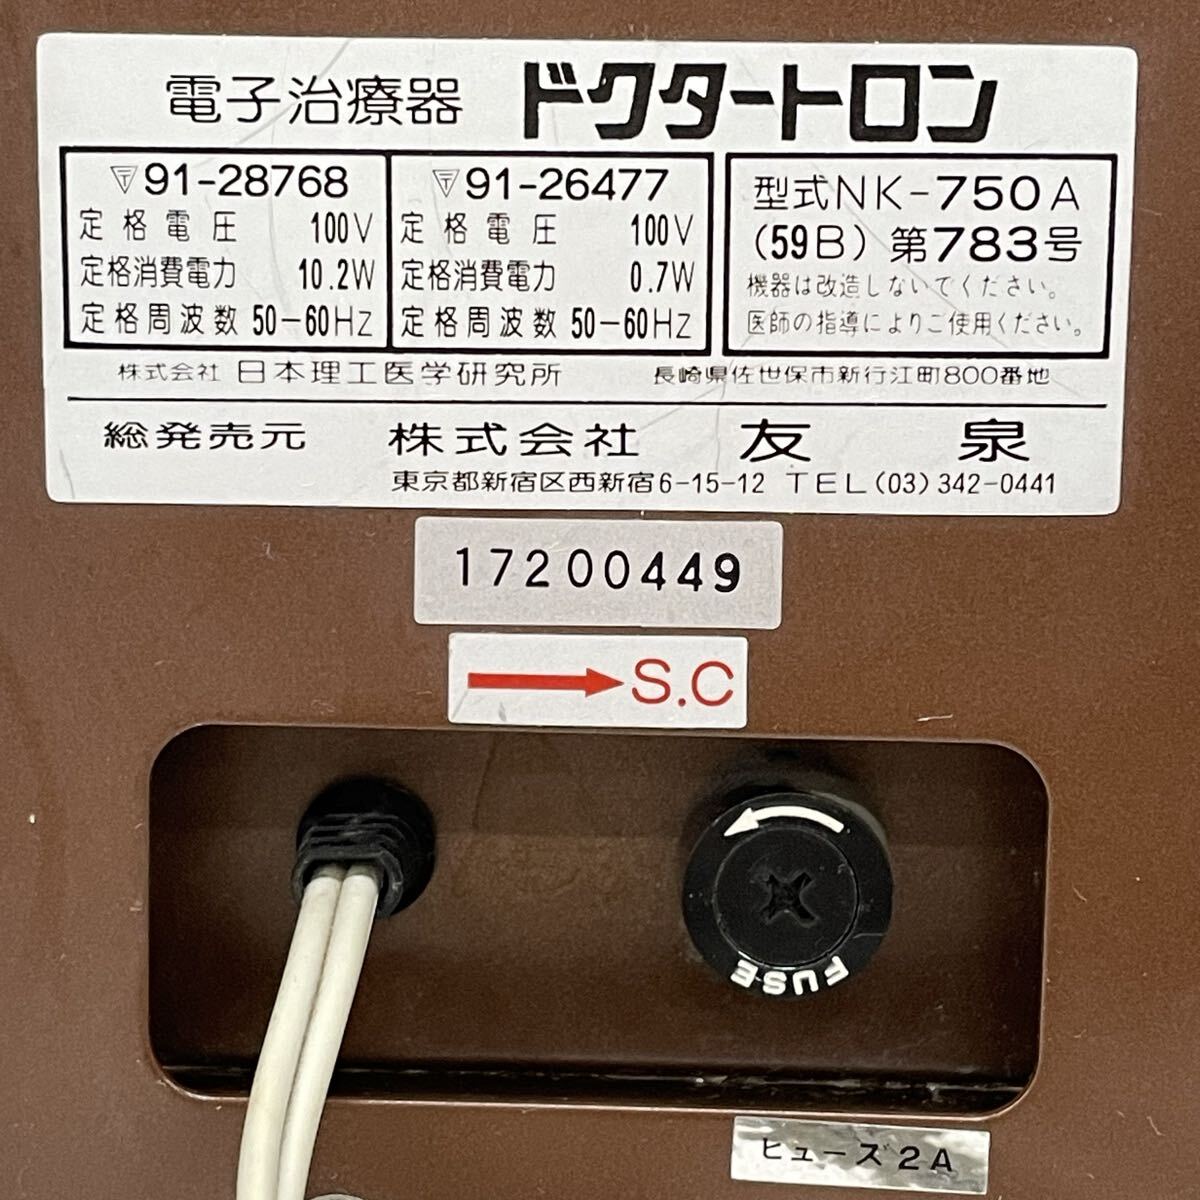 電子治療器 ドクタートロン
〒91-28768
定格電圧 100V
定格消費電力 10.2W
定格周波数 50-60Hz
〒91-26477
定格電圧 100V
定格消費電力 0.7W
定格周波数 50-60Hz
型式NK-750A
(59B) 第783号
機器は改造しないでください。
医師の指導によりご使用ください。
株式会社 日本理工医学研究所 長崎県佐世保市新行江町800番地
総発売元 株式会社 友泉
東京都新宿区西新宿6-15-12 TEL(03)342-0441
17200449
S.C
FUSE
ヒューズ2A